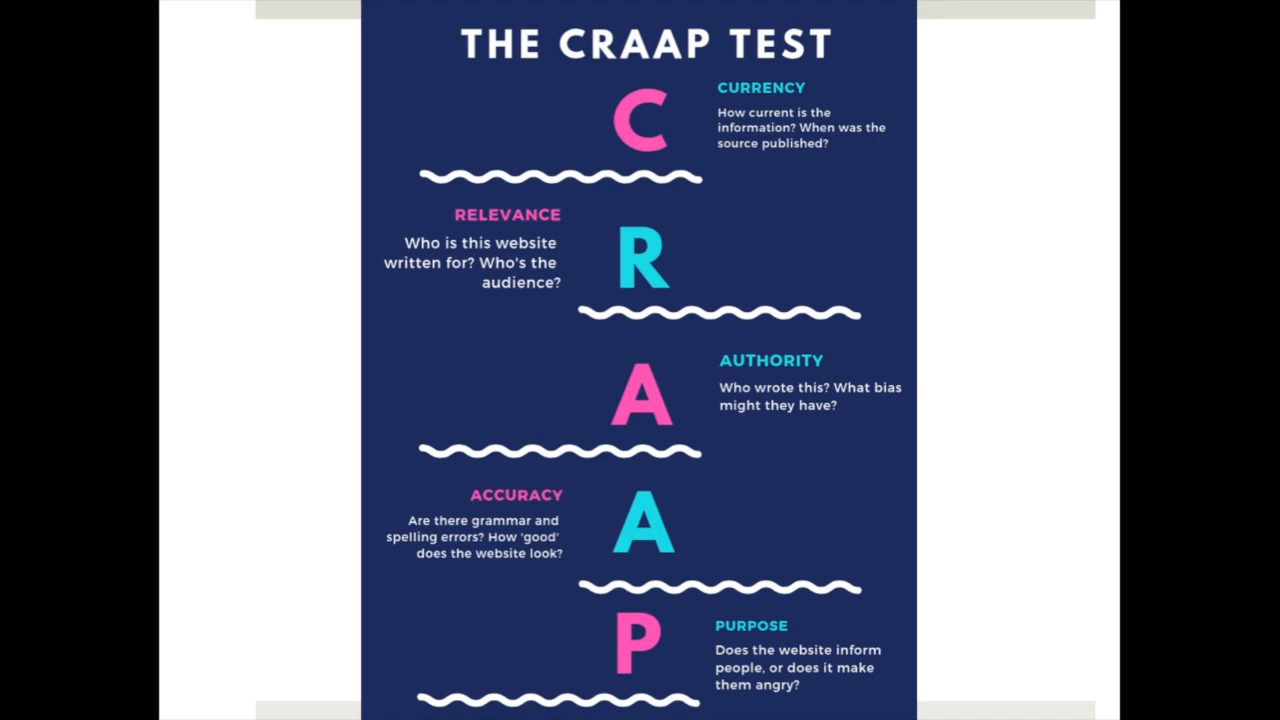 THE CRAAP TEST
C
CURRENCY
How current is the
information? When was the
source published?
RELEVANCE
Who is this website
written for? Who's the
audience?
R
A
AUTHORITY
Who wrote this? What bias
might they have?
ACCURACY
Are there grammar and
spelling errors? How 'good'
does the website look?
A
P
PURPOSE
Does the website inform
people, or does it make
them angry?